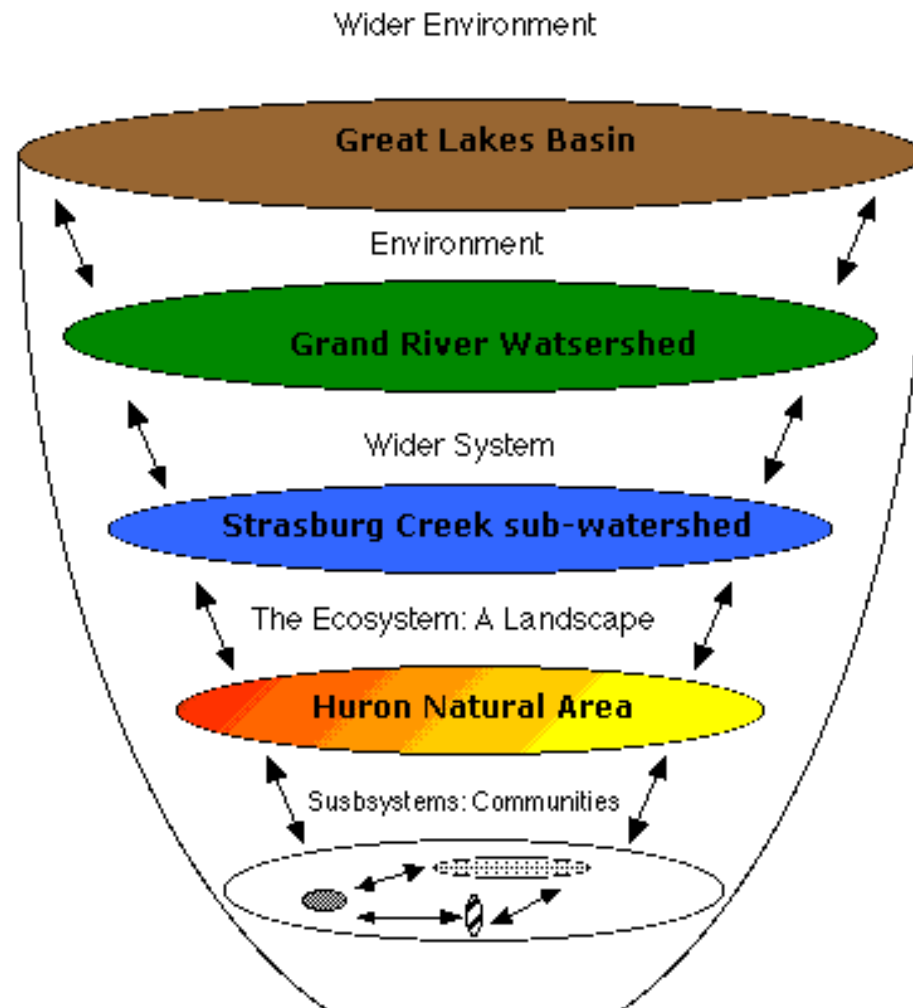 Wider Environment
Great Lakes Basin
Environment
Grand River Watsershed
Wider System
Strasburg Creek sub-watershed
The Ecosystem: A Landscape
Huron Natural Area
Susbsystems: Communities